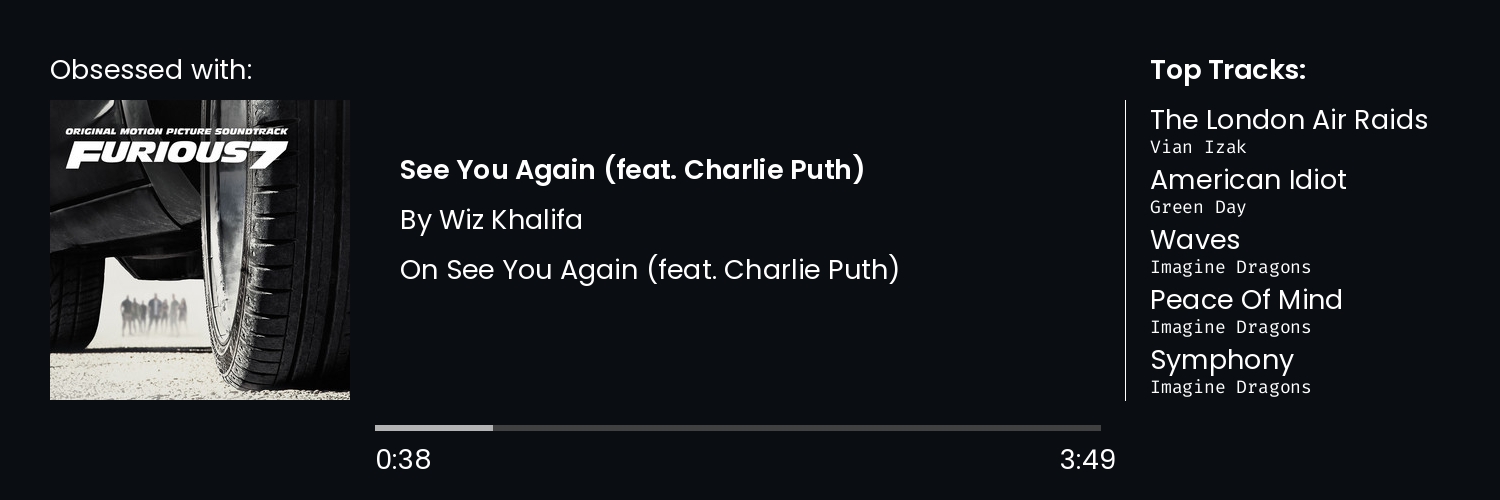 Obsessed with:
ORIGINAL MOTION PICTURE SOUNDTRACK
FURIOUS 7
See You Again (feat. Charlie Puth)
By Wiz Khalifa
On See You Again (feat. Charlie Puth)
0:38
3:49
Top Tracks:
The London Air Raids
Vian Izak
American Idiot
Green Day
Waves
Imagine Dragons
Peace Of Mind
Imagine Dragons
Symphony
Imagine Dragons